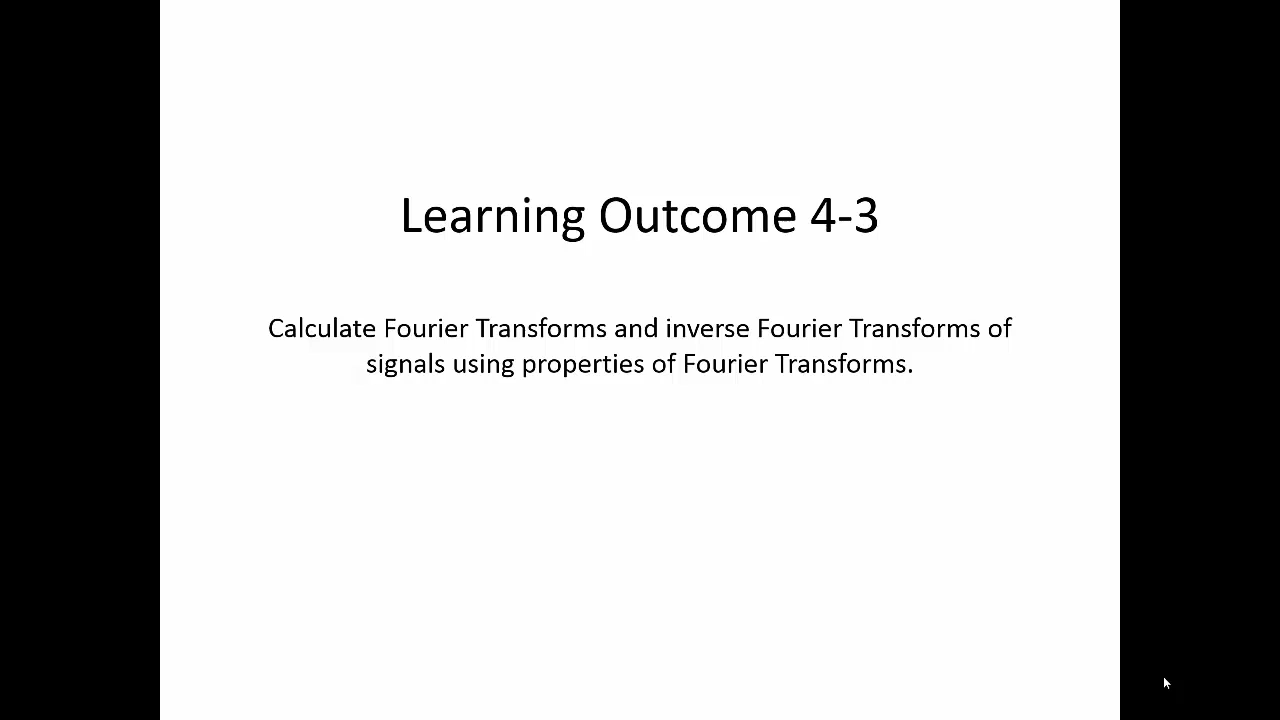 Learning Outcome 4-3
Calculate Fourier Transforms and inverse Fourier Transforms of
signals using properties of Fourier Transforms.